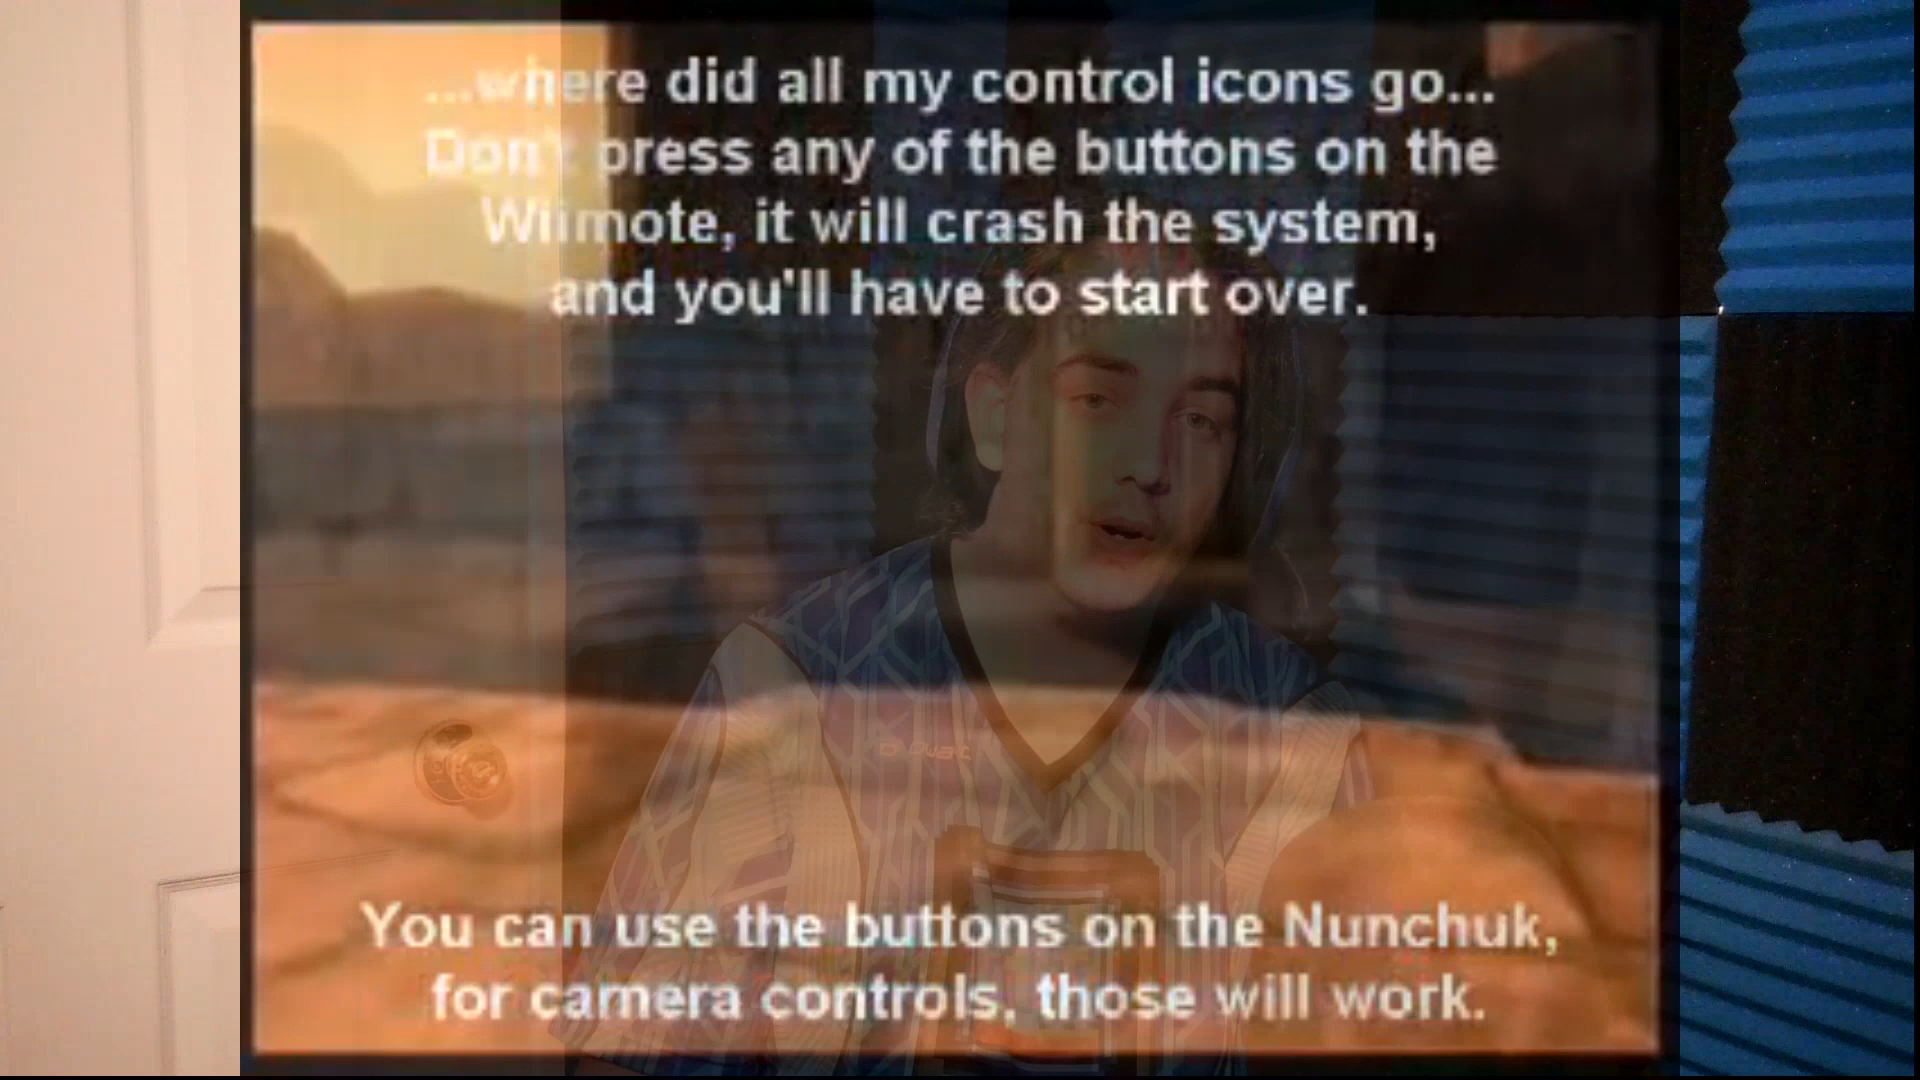 ...where did all my control icons go...
Don't press any of the buttons on the
Wiimote, it will crash the system,
and you'll have to start over.
You can use the buttons on the Nunchuk,
for camera controls, those will work.